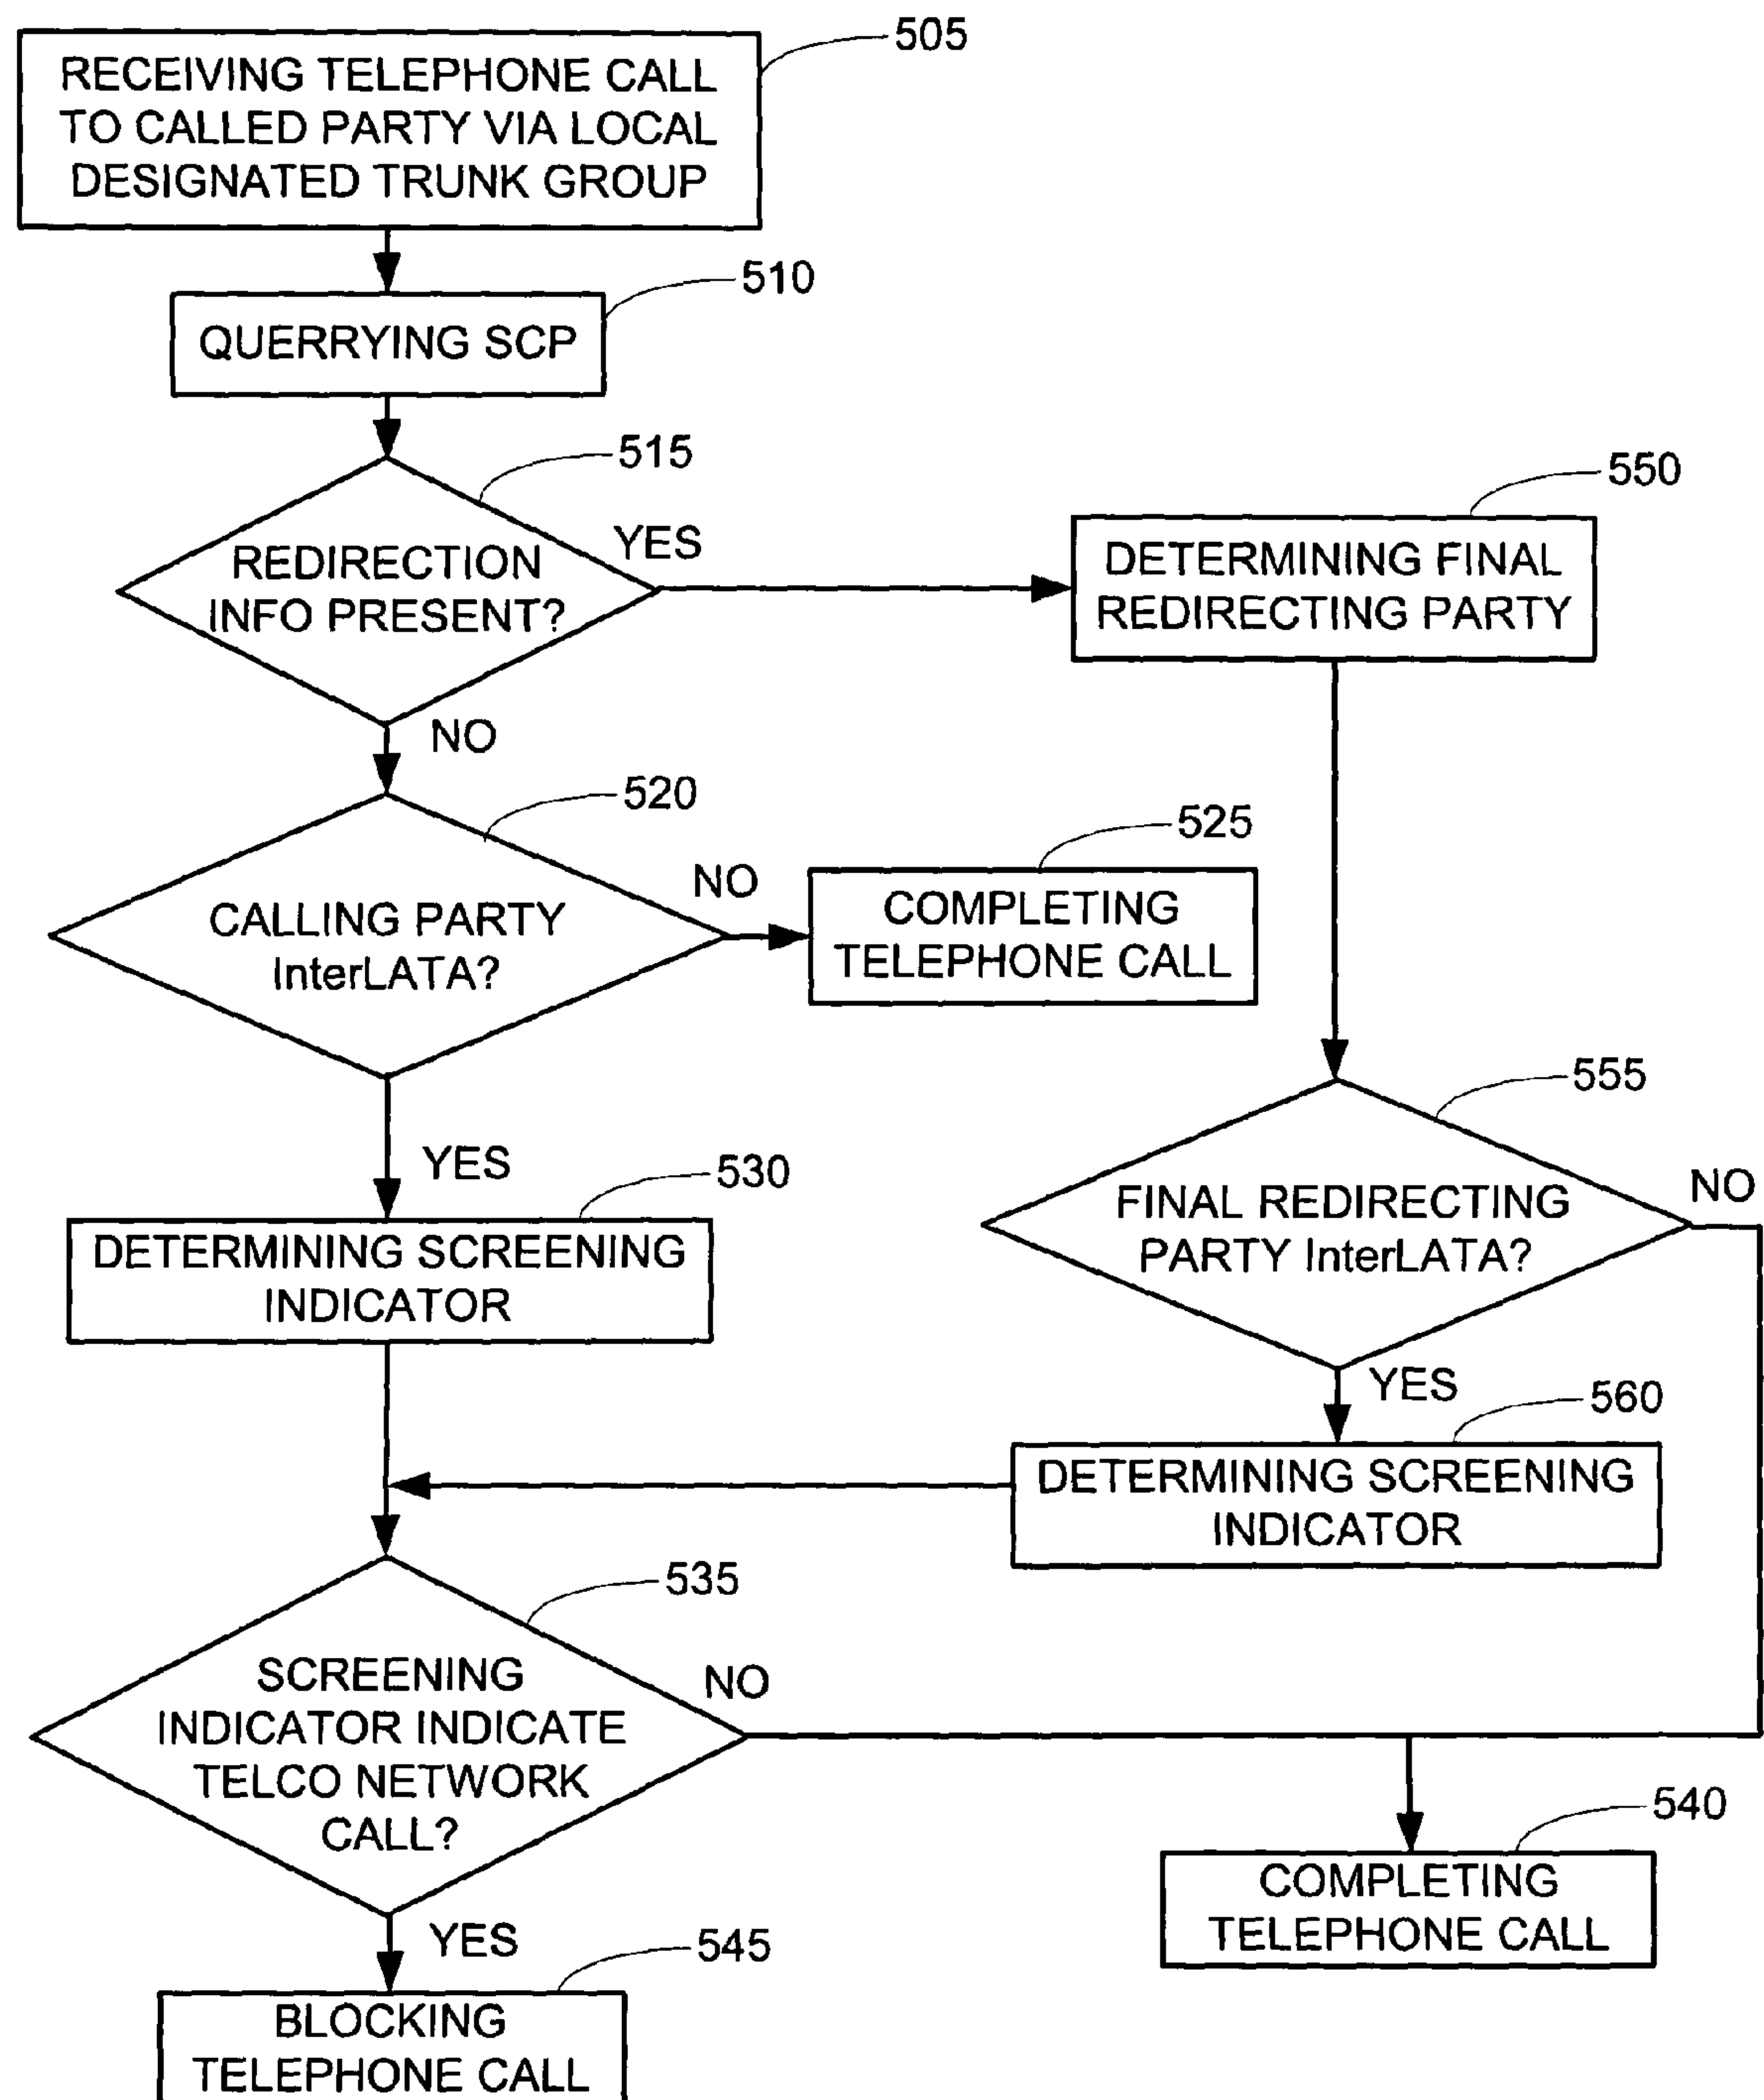 505
RECEIVING TELEPHONE CALL
TO CALLED PARTY VIA LOCAL
DESIGNATED TRUNK GROUP
510
QUERRYING SCP
515
REDIRECTION
INFO PRESENT?
YES
NO
550
DETERMINING FINAL
REDIRECTING PARTY
520
CALLING PARTY
InterLATA?
NO
YES
525
COMPLETING
TELEPHONE CALL
555
FINAL REDIRECTING
PARTY InterLATA?
NO
YES
530
DETERMINING SCREENING
INDICATOR
560
DETERMINING SCREENING
INDICATOR
535
SCREENING
INDICATOR INDICATE
TELCO NETWORK
CALL?
NO
YES
540
COMPLETING
TELEPHONE CALL
545
BLOCKING
TELEPHONE CALL